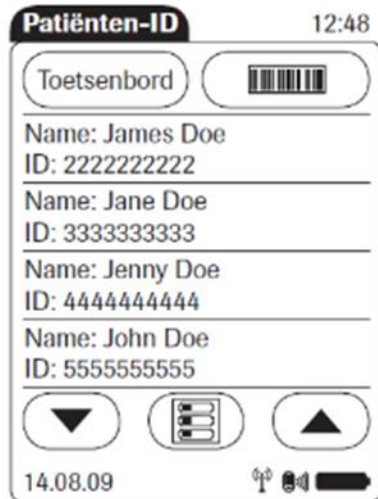 Patiënten-ID 12:48
Toetsenbord
Name: James Doe
ID: 2222222222
Name: Jane Doe
ID: 3333333333
Name: Jenny Doe
ID: 4444444444
Name: John Doe
ID: 5555555555
14.08.09